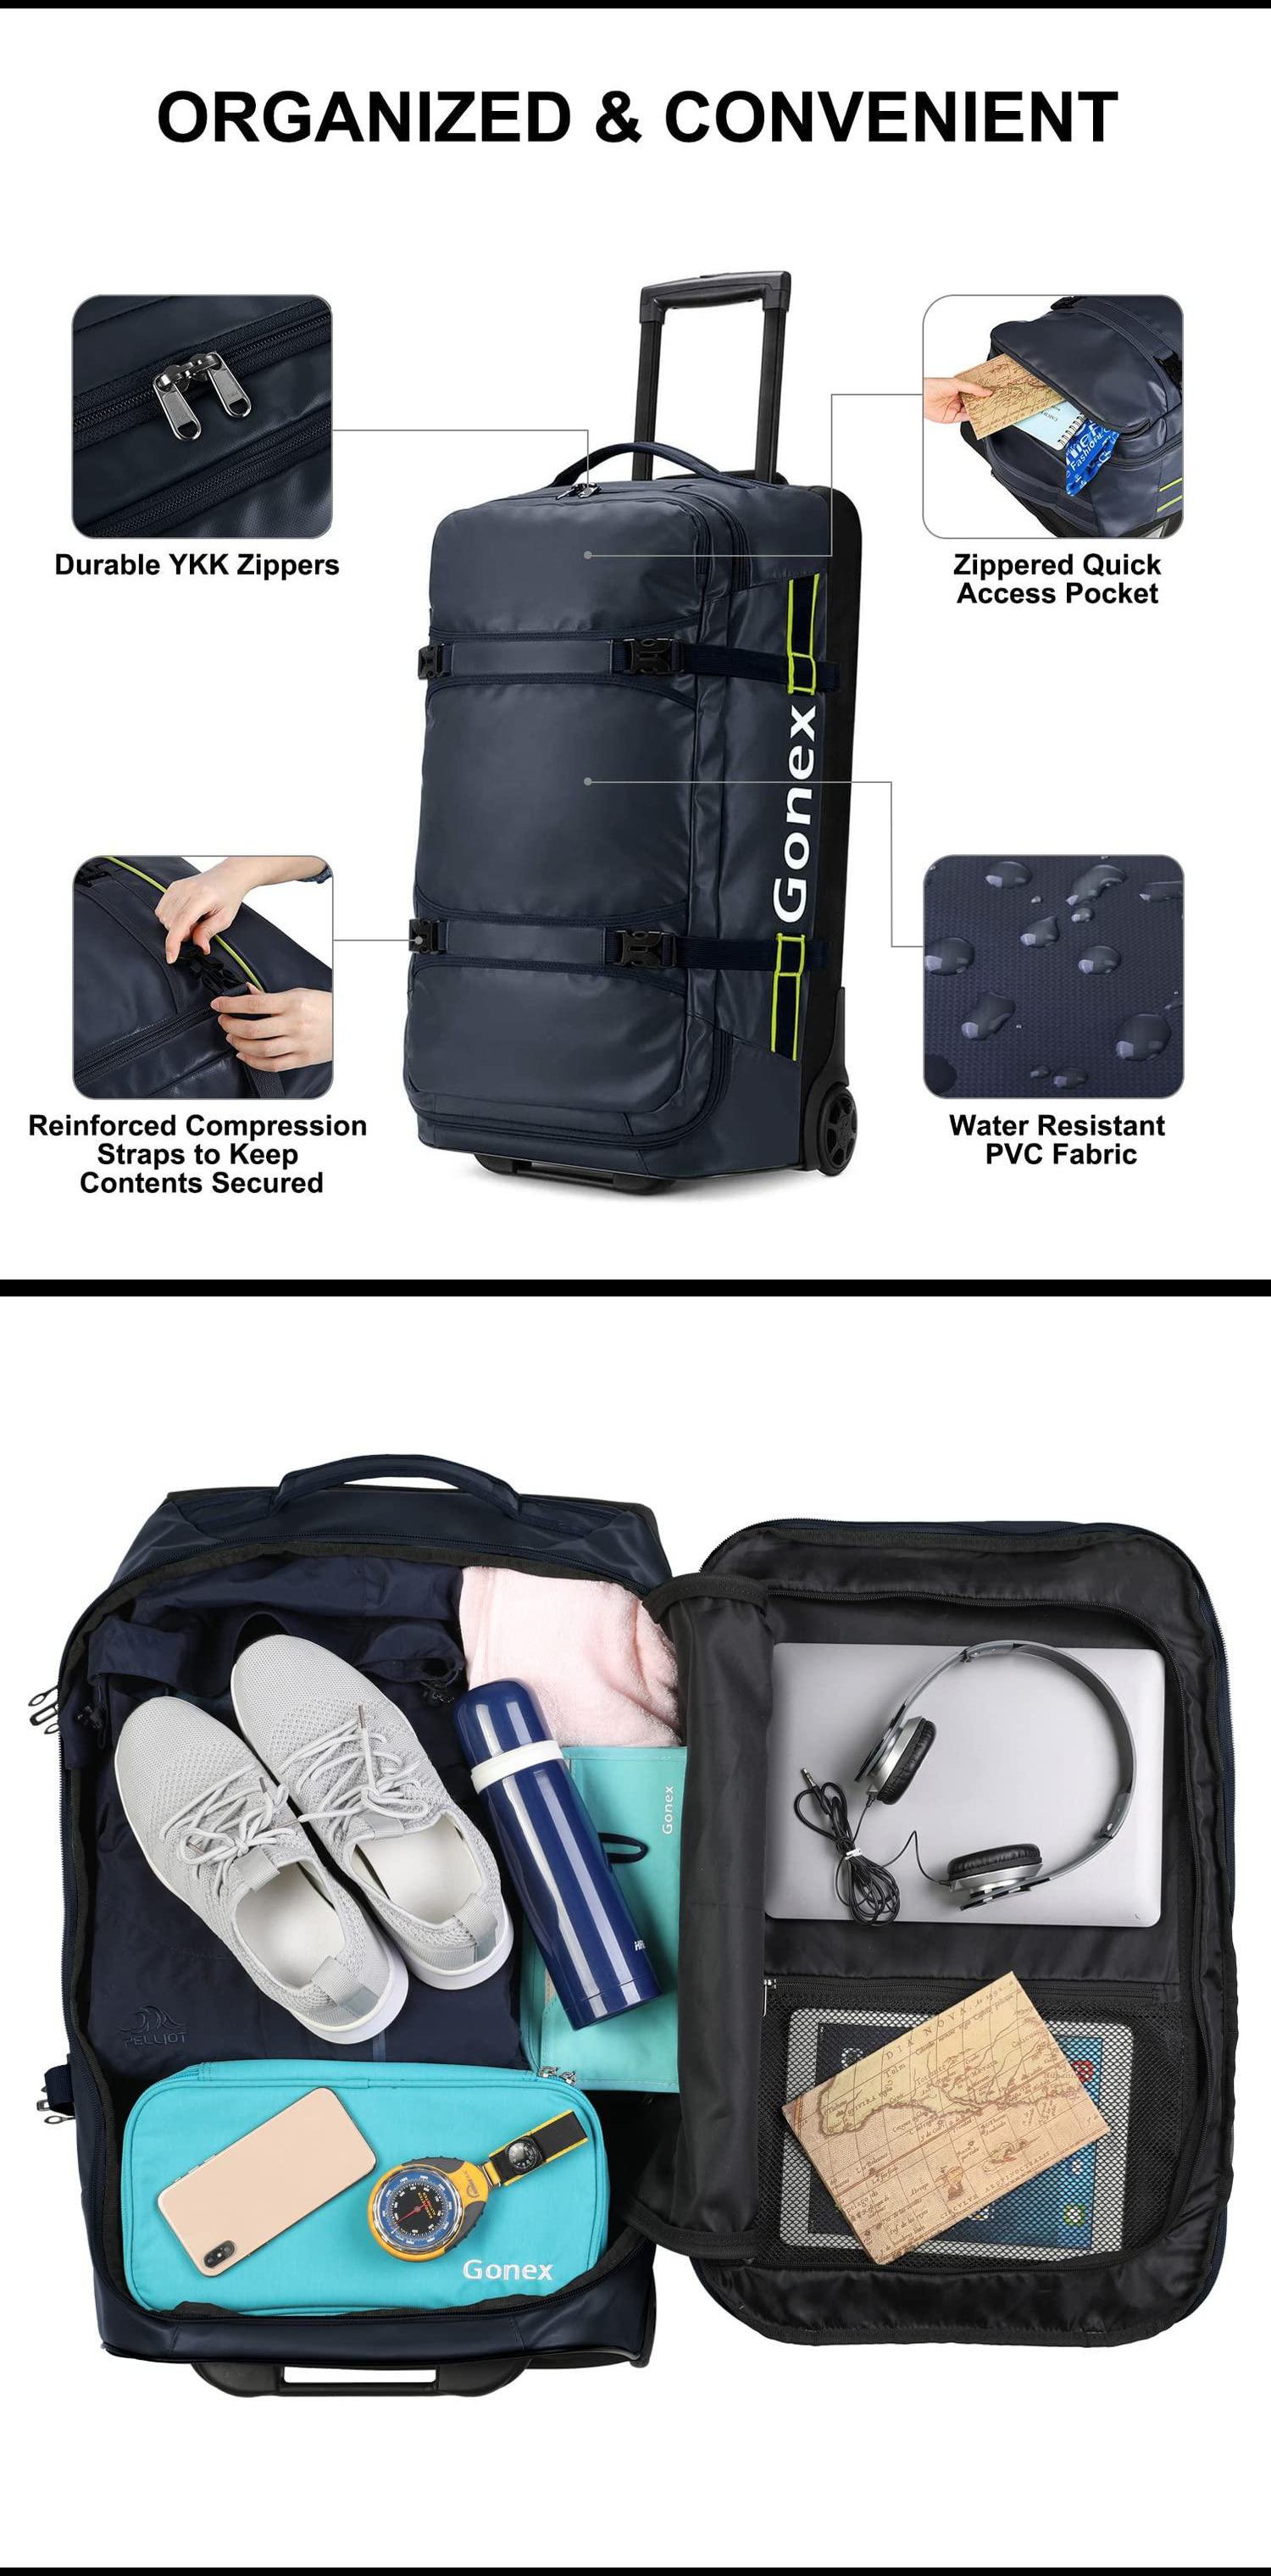 ORGANIZED & CONVENIENT
Durable YKK Zippers
Zippered Quick
Access Pocket
Gonex
Reinforced Compression
Straps to Keep
Contents Secured
Water Resistant
PVC Fabric
Gonex
PELLIOT
Gonex